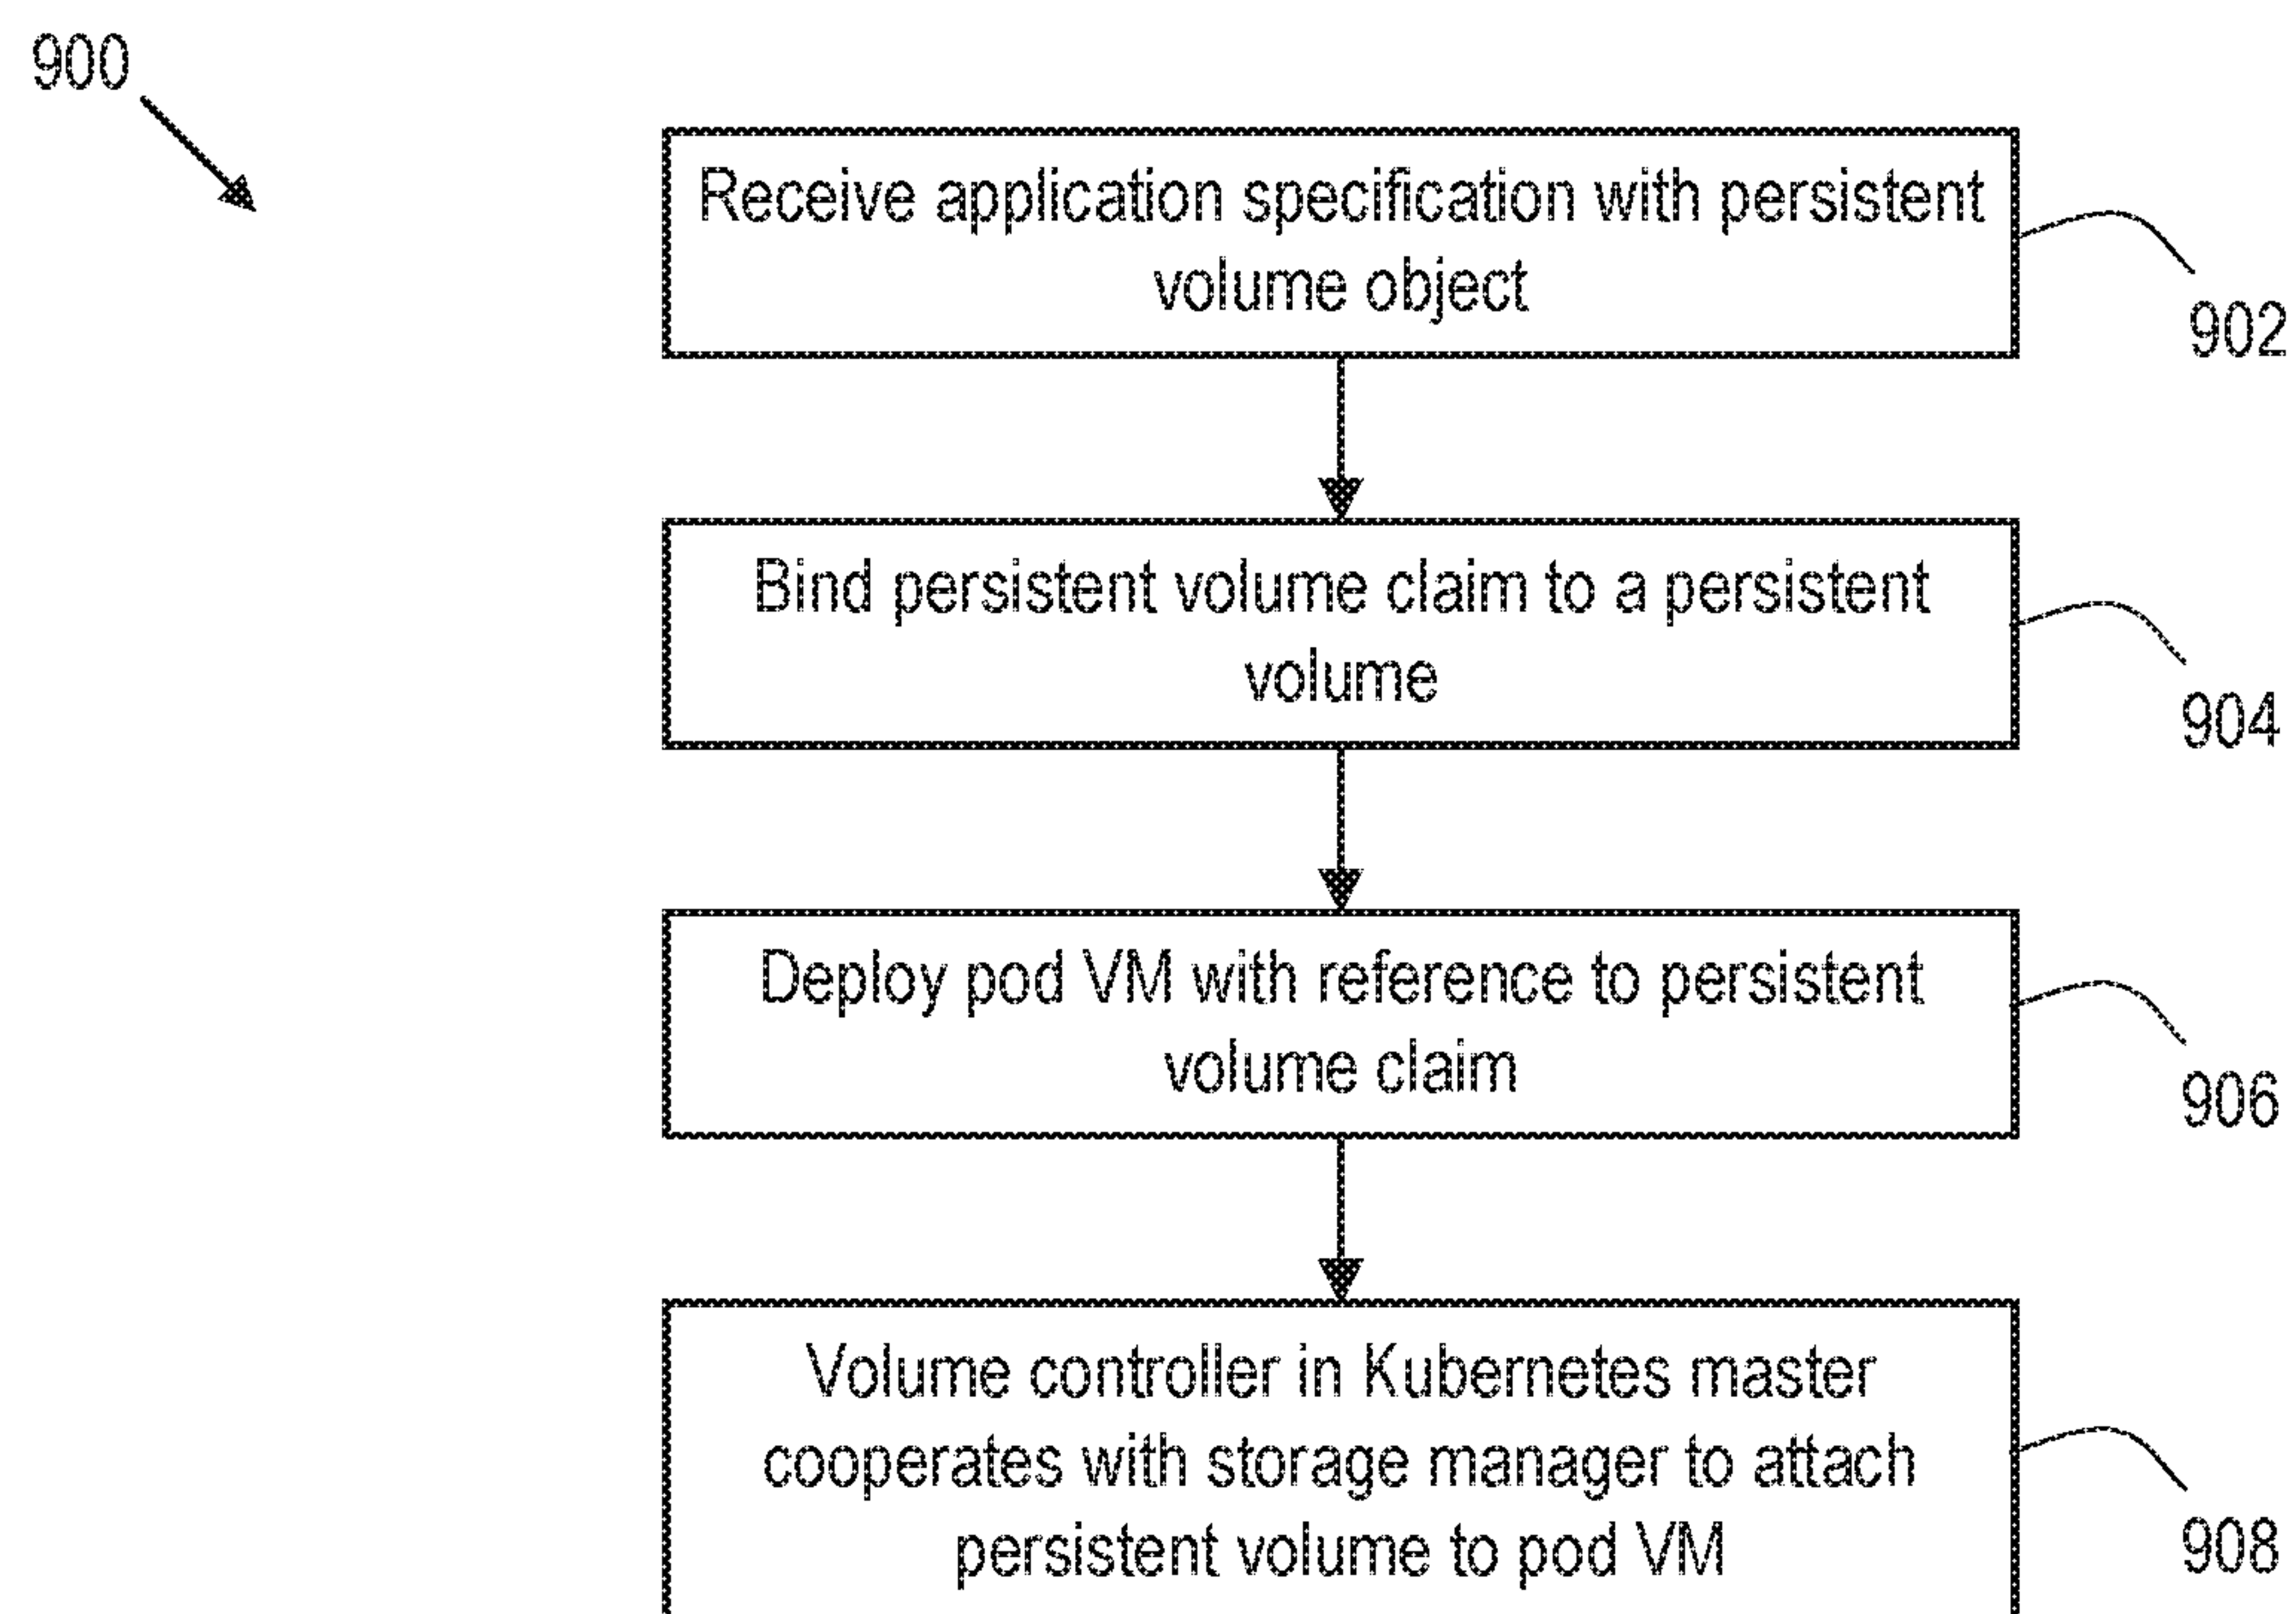 900
Receive application specification with persistent
volume object
902
Bind persistent volume claim to a persistent
volume
904
Deploy pod VM with reference to persistent
volume claim
906
Volume controller in Kubernetes master
cooperates with storage manager to attach
persistent volume to pod VM
908